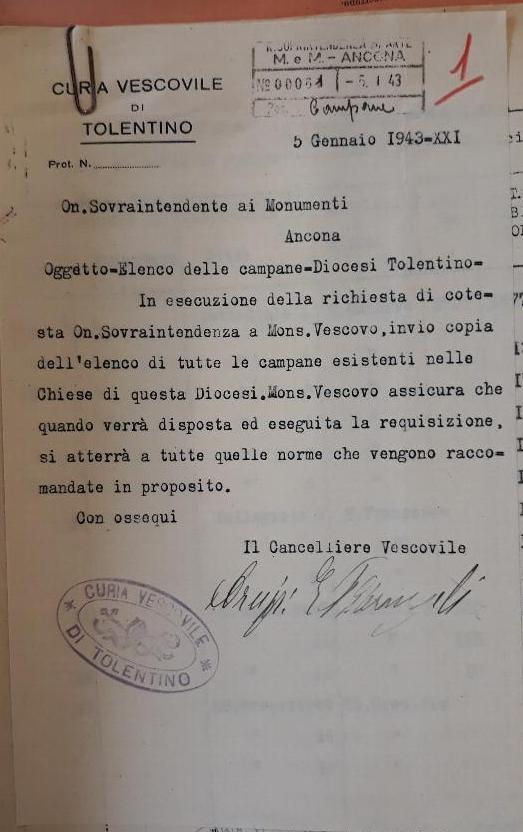 CURIA VESCOVILE
DI
TOLENTINO
Prot. N.
M. e M. - ANCONA
No 00061 - 5. 1 43
Campane
1
5 Gennaio 1943=XXI
On.Sovraintendente ai Monumenti
Ancona
Oggetto=Elenco delle campane=Diocesi Tolentino=
In esecuzione della richiesta di cote=
sta On.Sovraintendenza a Mons.Vescovo,invio copia
dell'elenco di tutte le campane esistenti nelle
Chiese di questa Diocesi.Mons.Vescovo assicura che
quando verrà disposta ed eseguita la requisizione,
si atterrà a tutte quelle norme che vengono racco=
mandate in proposito.
Con ossequi
Il Cancelliere Vescovile
CURIA VESCOVILE
DI TOLENTINO